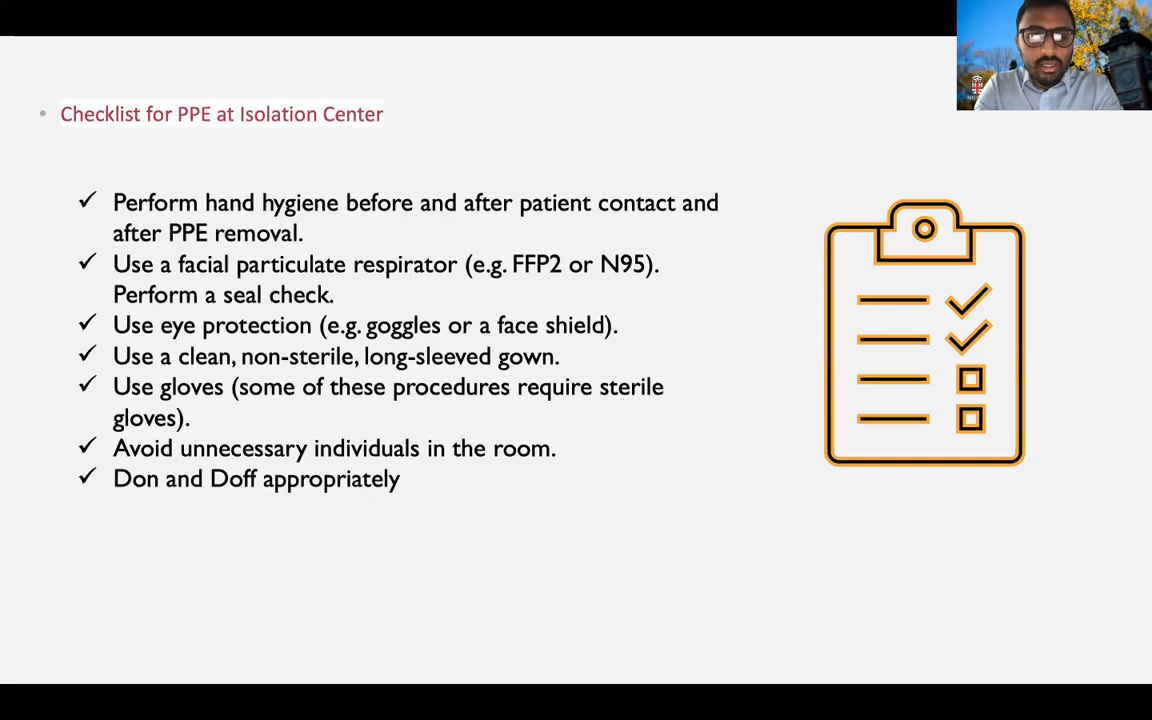 Checklist for PPE at Isolation Center
Perform hand hygiene before and after patient contact and
after PPE removal.
Use a facial particulate respirator (e.g. FFP2 or N95).
Perform a seal check.
Use eye protection (e.g. goggles or a face shield).
Use a clean, non-sterile, long-sleeved gown.
Use gloves (some of these procedures require sterile
gloves).
Avoid unnecessary individuals in the room.
Don and Doff appropriately